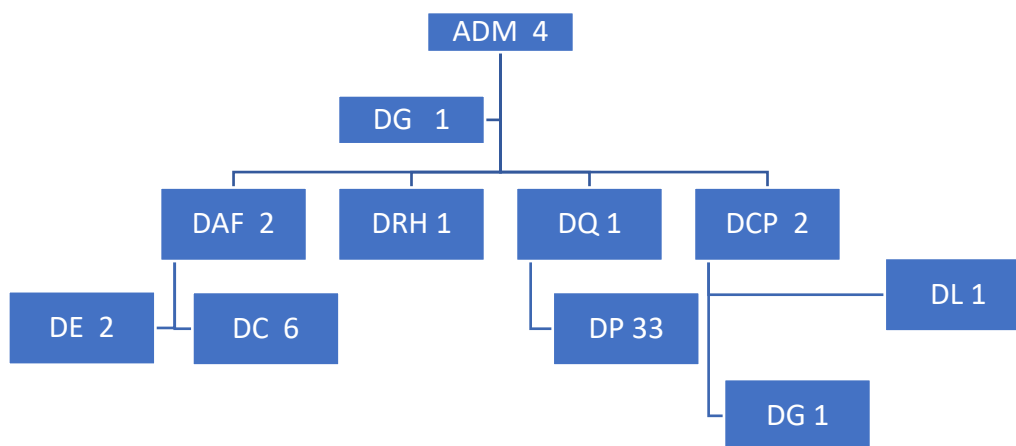 ADM 4
DG 1
DAF 2
DRH 1
DQ 1
DCP 2
DL 1
DE 2
DC 6
DP 33
DG 1